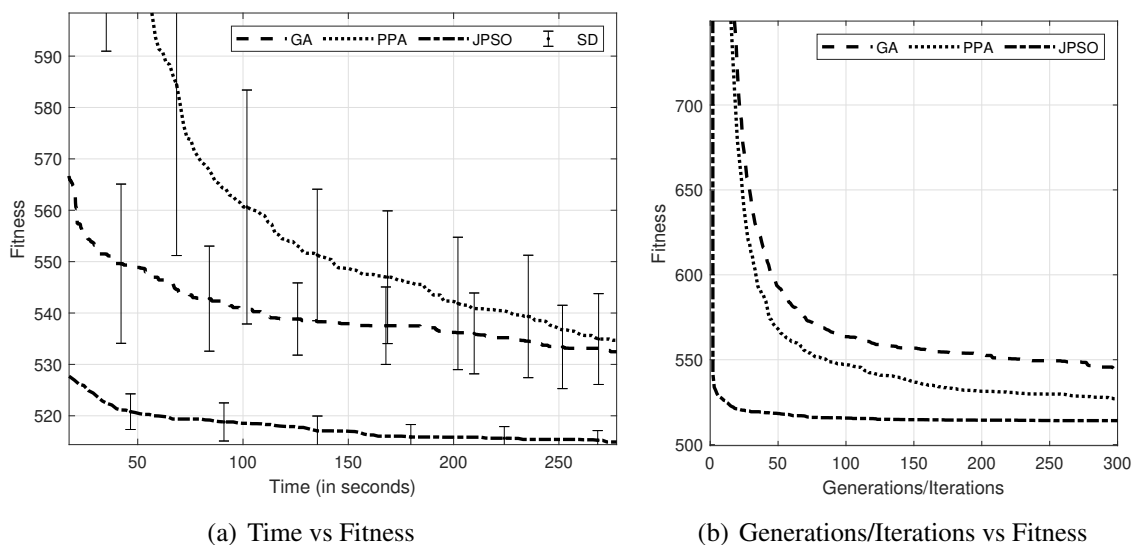 GA PPA JPSO SD
590
580
570
560
550
540
530
520
Fitness
50 100 150 200 250
Time (in seconds)
(a) Time vs Fitness
GA PPA JPSO
700
650
600
550
500
Fitness
0 50 100 150 200 250 300
Generations/Iterations
(b) Generations/Iterations vs Fitness